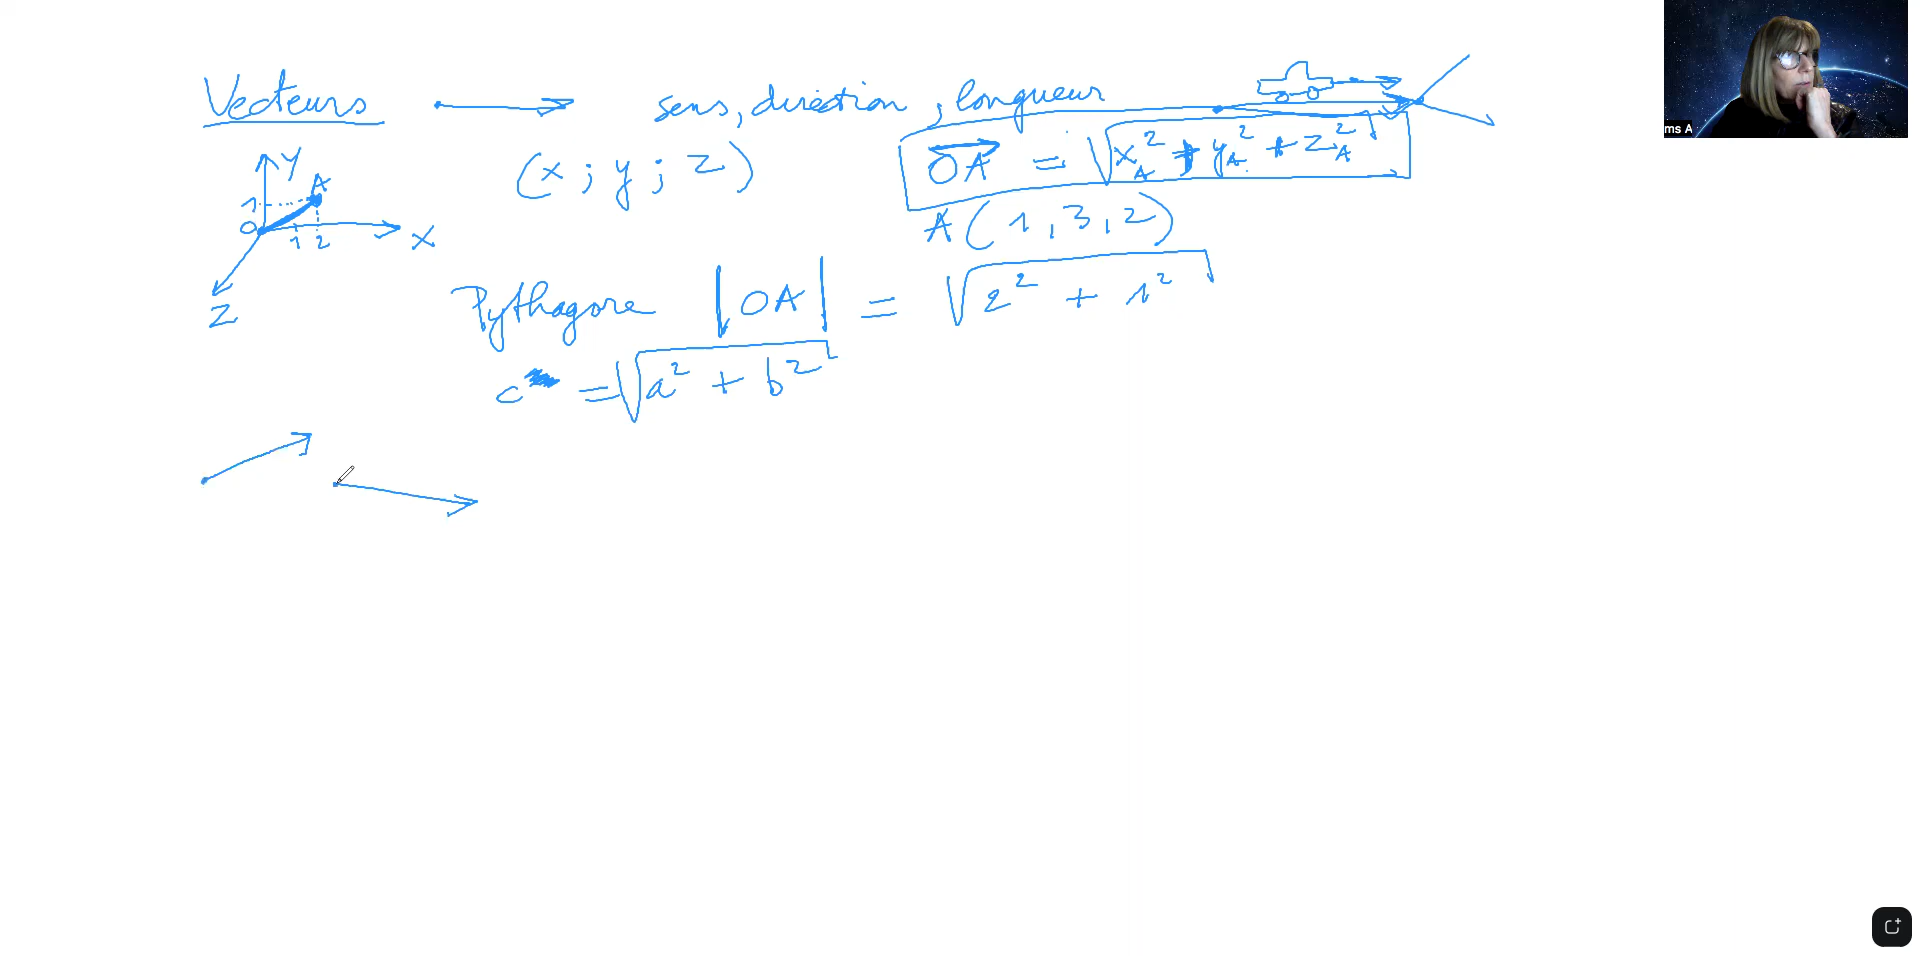 Vecteurs → sens, direction, longueur
(x ; y ; z)
OA⃗ = √(x_A² + y_A² + z_A²)
Y
A
1
0
1 2
X
Z
A (1, 3, 2)
Pythagore |OA| = √(2² + 1²)
c = √(a² + b²)
ms A